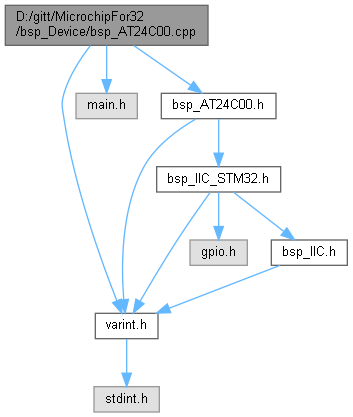 D:/gitt/MicrochipFor32
/bsp_Device/bsp_AT24C00.cpp
main.h
bsp_AT24C00.h
bsp_IIC_STM32.h
gpio.h
bsp_IIC.h
varint.h
stdint.h